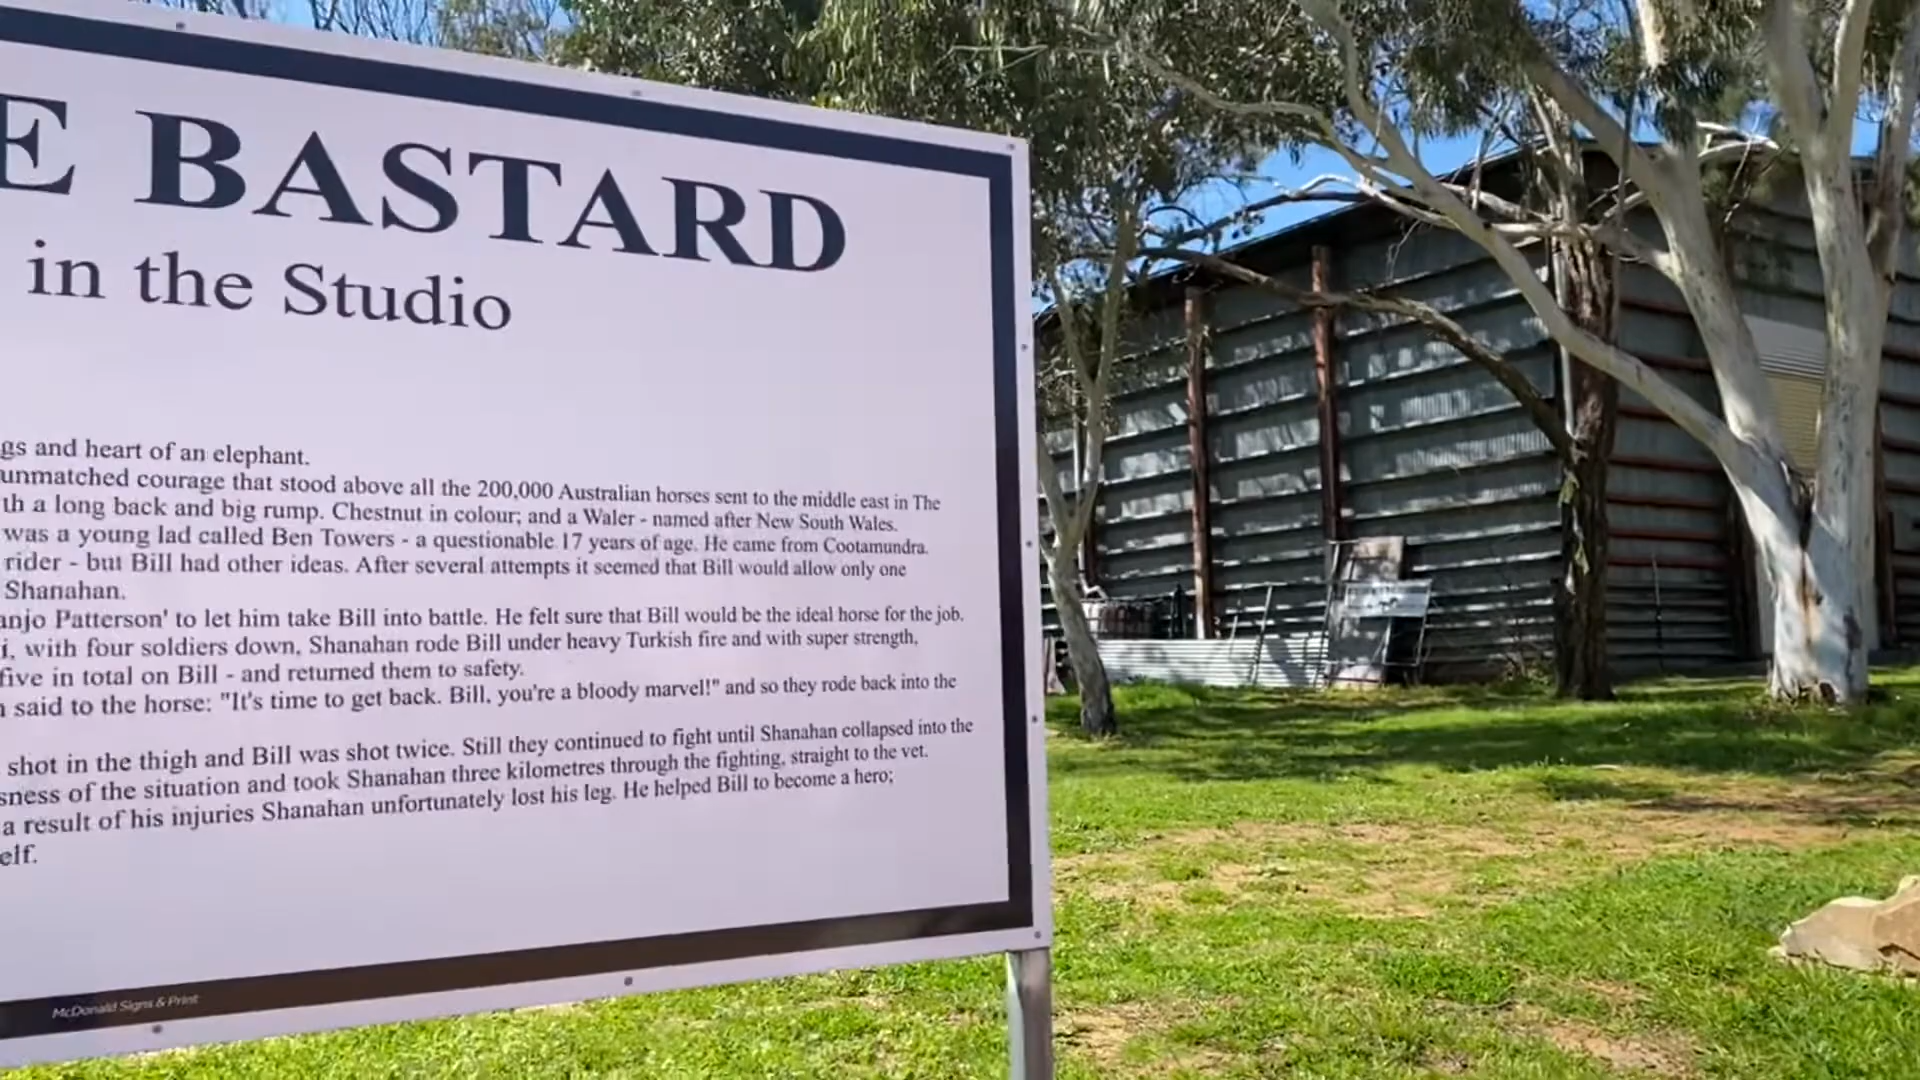 E BASTARD
in the Studio
gs and heart of an elephant.
unmatched courage that stood above all the 200,000 Australian horses sent to the middle east in The
th a long back and big rump. Chestnut in colour; and a Waler - named after New South Wales.
was a young lad called Ben Towers - a questionable 17 years of age. He came from Cootamundra.
rider - but Bill had other ideas. After several attempts it seemed that Bill would allow only one
Shanahan.
anjo Patterson' to let him take Bill into battle. He felt sure that Bill would be the ideal horse for the job.
i, with four soldiers down, Shanahan rode Bill under heavy Turkish fire and with super strength,
five in total on Bill - and returned them to safety.
said to the horse: "It's time to get back. Bill, you're a bloody marvel!" and so they rode back into the
shot in the thigh and Bill was shot twice. Still they continued to fight until Shanahan collapsed into the
sness of the situation and took Shanahan three kilometres through the fighting, straight to the vet.
a result of his injuries Shanahan unfortunately lost his leg. He helped Bill to become a hero;
elf.
McDonald Signs & Print